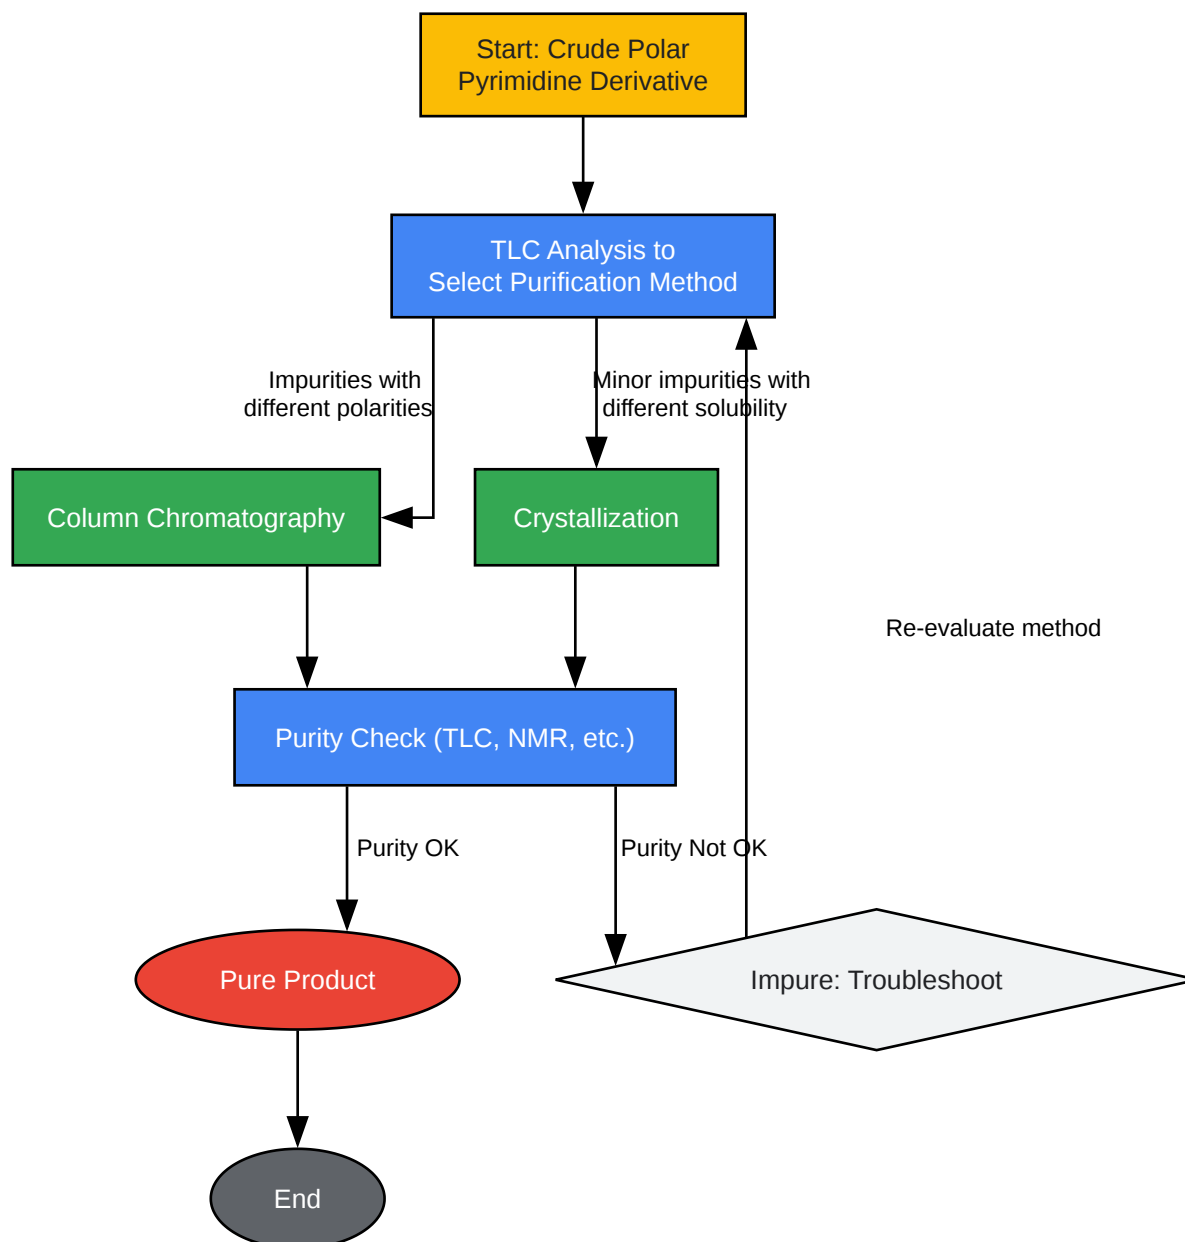 Start: Crude Polar
Pyrimidine Derivative
TLC Analysis to
Select Purification Method
Impurities with
different polarities
Minor impurities with
different solubility
Column Chromatography
Crystallization
Re-evaluate method
Purity Check (TLC, NMR, etc.)
Purity OK
Purity Not OK
Pure Product
Impure: Troubleshoot
End